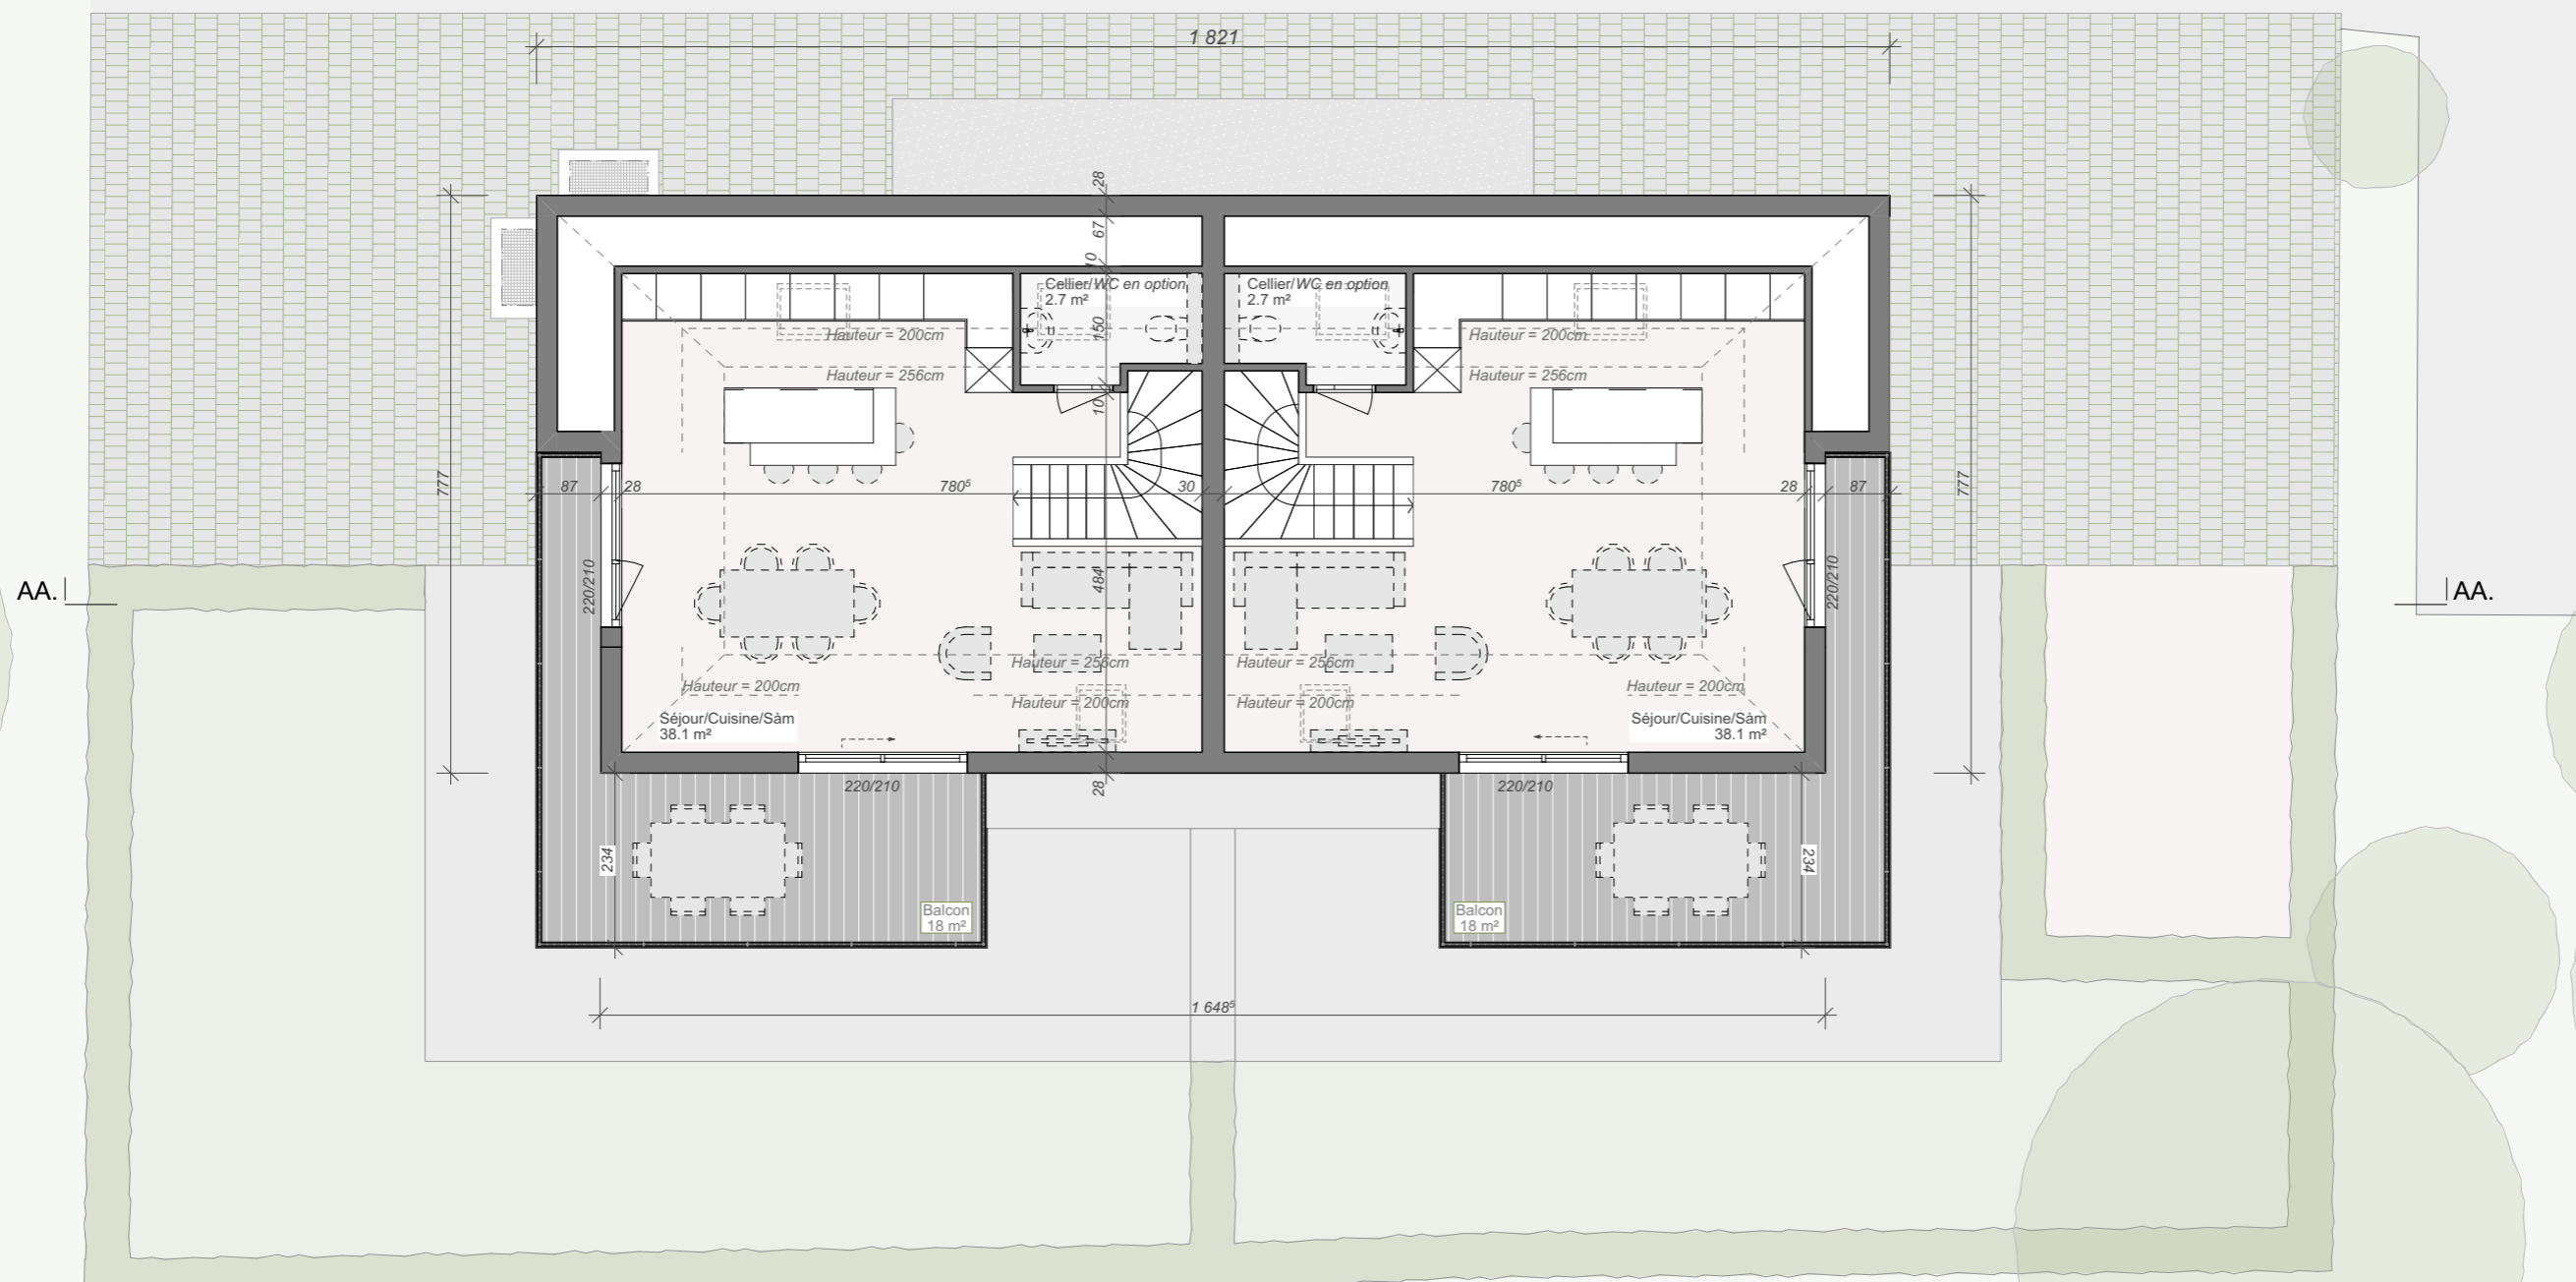 1 821
28
67
10
Cellier/WC en option
2.7 m²
Cellier/WC en option
2.7 m²
150
Hauteur = 200cm
Hauteur = 200cm
Hauteur = 256cm
Hauteur = 256cm
10
777
87
28
780⁵
30
780⁵
28
87
777
AA.
220/210
484
220/210
AA.
Hauteur = 256cm
Hauteur = 256cm
Hauteur = 200cm
Hauteur = 200cm
Hauteur = 200cm
Hauteur = 200cm
Séjour/Cuisine/Sàm
38.1 m²
Séjour/Cuisine/Sàm
38.1 m²
220/210
28
220/210
234
234
Balcon
18 m²
Balcon
18 m²
1 648⁵